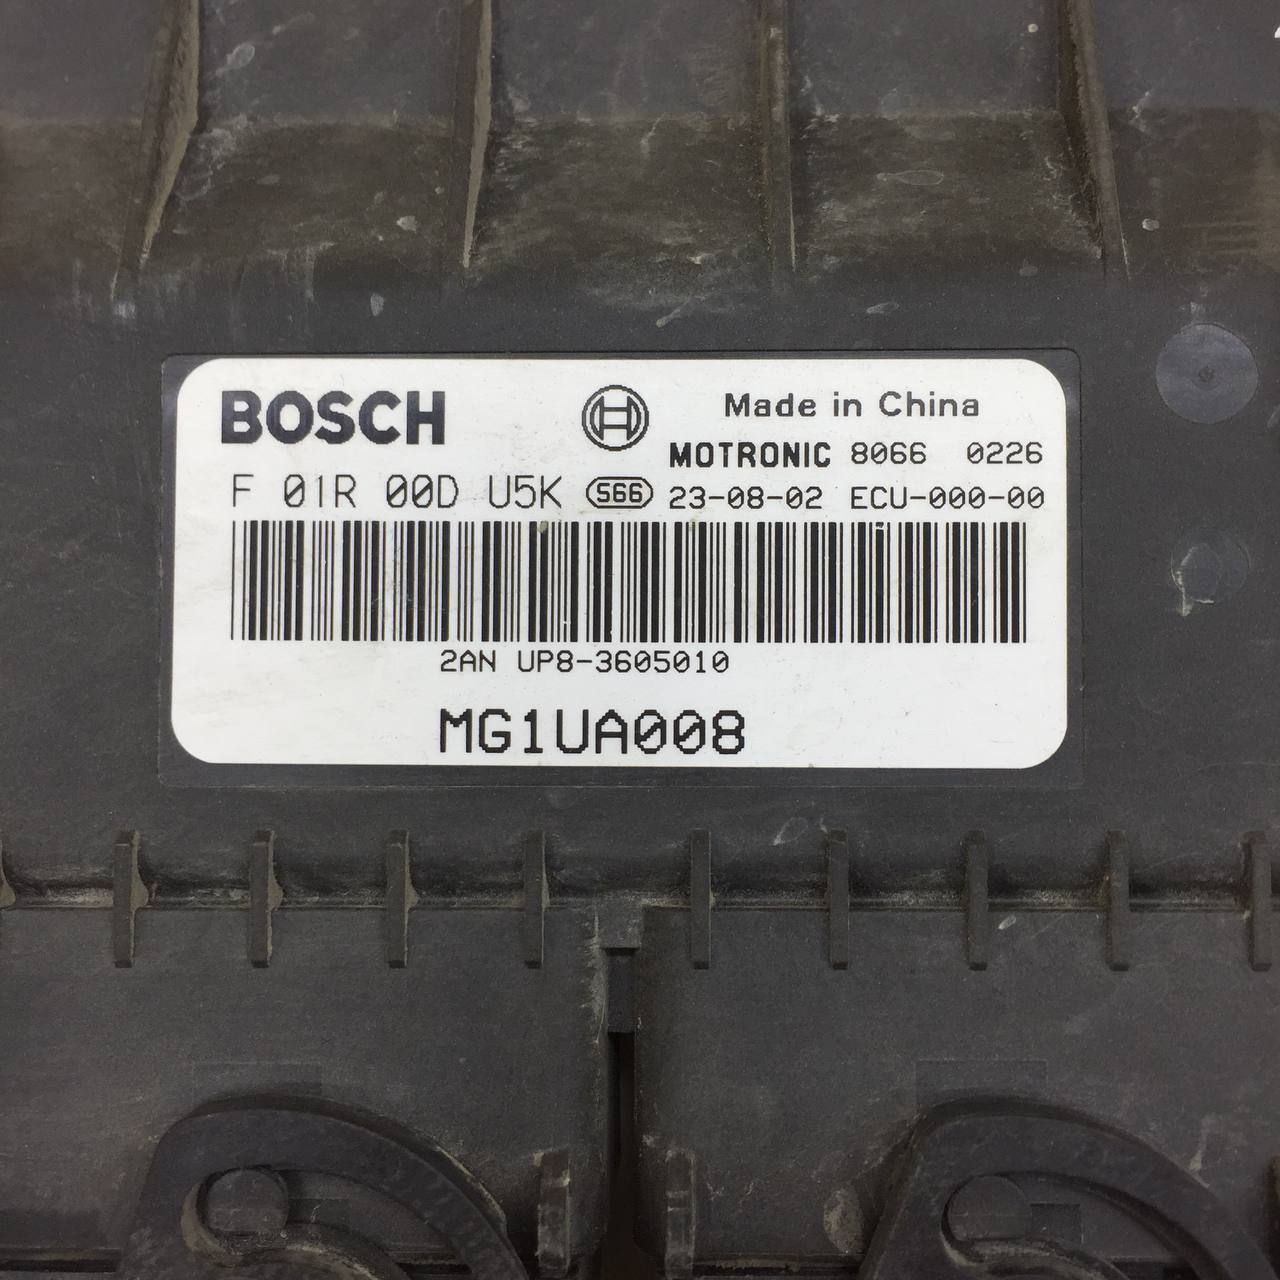 BOSCH Made in China
MOTRONIC 8066 0226
F 01R 00D U5K S66 23-08-02 ECU-000-00
2AN UP8-3605010
MG1UA008